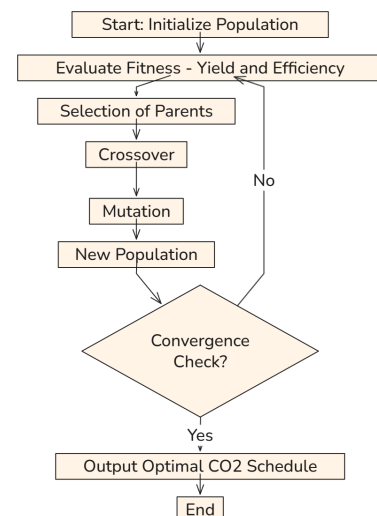 Start: Initialize Population
Evaluate Fitness - Yield and Efficiency
Selection of Parents
Crossover
No
Mutation
New Population
Convergence
Check?
Yes
Output Optimal CO2 Schedule
End